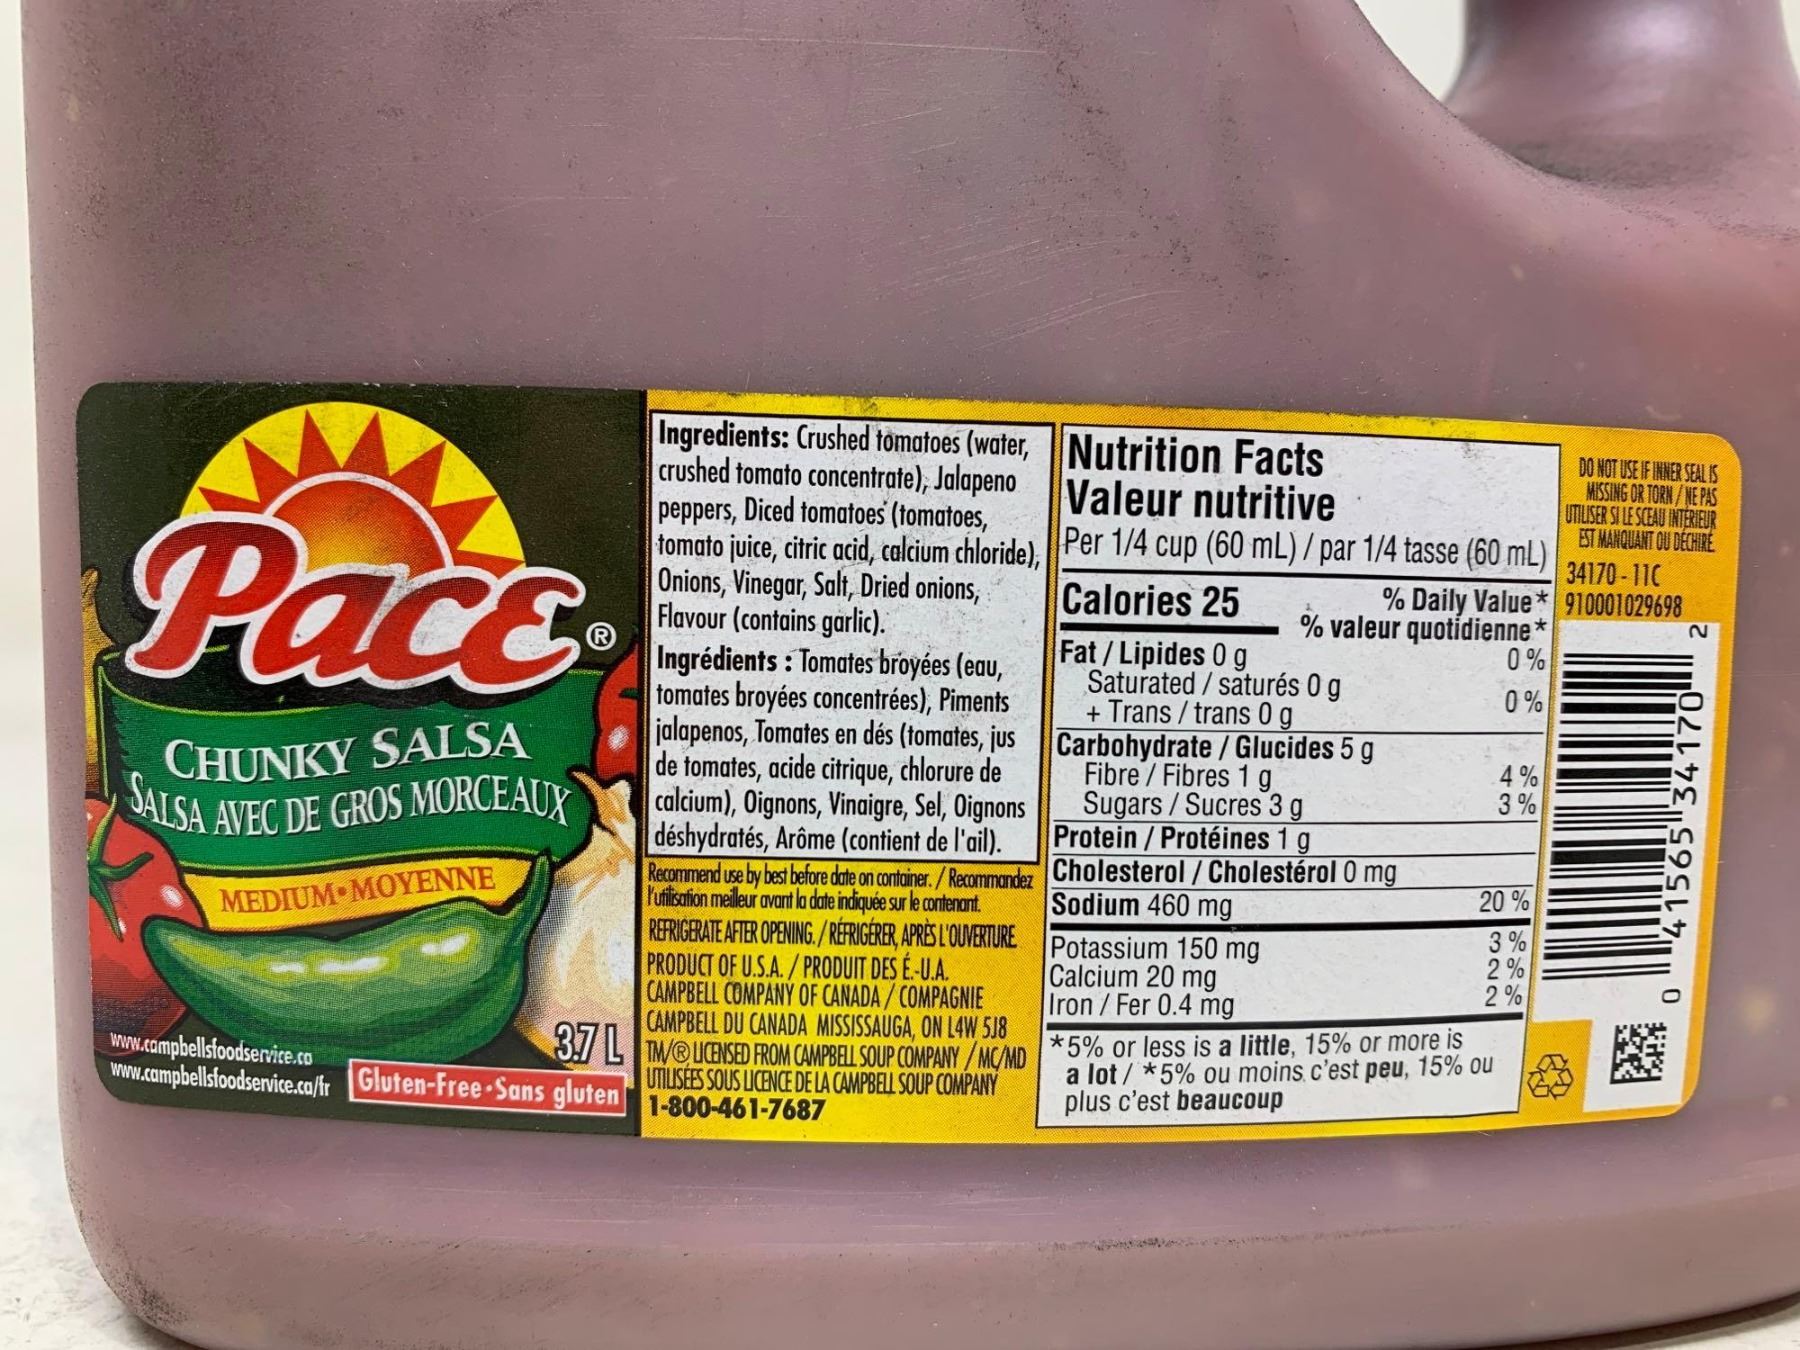 Pace®
CHUNKY SALSA
SALSA AVEC DE GROS MORCEAUX
MEDIUM•MOYENNE
www.campbellsfoodservice.ca
www.campbellsfoodservice.ca/fr
3.7 L
Gluten-Free•Sans gluten
Ingredients: Crushed tomatoes (water,
crushed tomato concentrate), Jalapeno
peppers, Diced tomatoes (tomatoes,
tomato juice, citric acid, calcium chloride),
Onions, Vinegar, Salt, Dried onions,
Flavour (contains garlic).
Ingrédients : Tomates broyées (eau,
tomates broyées concentrées), Piments
jalapenos, Tomates en dés (tomates, jus
de tomates, acide citrique, chlorure de
calcium), Oignons, Vinaigre, Sel, Oignons
déshydratés, Arôme (contient de l'ail).
Recommend use by best before date on container. / Recommandez
l'utilisation meilleur avant la date indiquée sur le contenant.
REFRIGERATE AFTER OPENING. / RÉFRIGÉRER, APRÈS L'OUVERTURE.
PRODUCT OF U.S.A. / PRODUIT DES É.-U.A.
CAMPBELL COMPANY OF CANADA / COMPAGNIE
CAMPBELL DU CANADA MISSISSAUGA, ON L4W 5J8
TM/® LICENSED FROM CAMPBELL SOUP COMPANY / MC/MD
UTILISÉES SOUS LICENCE DE LA CAMPBELL SOUP COMPANY
1-800-461-7687
Nutrition Facts
Valeur nutritive
Per 1/4 cup (60 mL) / par 1/4 tasse (60 mL)
Calories 25
% Daily Value*
% valeur quotidienne*
Fat / Lipides 0 g 0 %
Saturated / saturés 0 g
+ Trans / trans 0 g 0 %
Carbohydrate / Glucides 5 g
Fibre / Fibres 1 g 4 %
Sugars / Sucres 3 g 3 %
Protein / Protéines 1 g
Cholesterol / Cholestérol 0 mg
Sodium 460 mg 20 %
Potassium 150 mg 3 %
Calcium 20 mg 2 %
Iron / Fer 0.4 mg 2 %
*5% or less is a little, 15% or more is
a lot / *5% ou moins c'est peu, 15% ou
plus c'est beaucoup
DO NOT USE IF INNER SEAL IS
MISSING OR TORN / NE PAS
UTILISER SI LE SCEAU INTÉRIEUR
EST MANQUANT OU DÉCHIRÉ.
34170 - 11C
910001029698
0 41565 34170 2